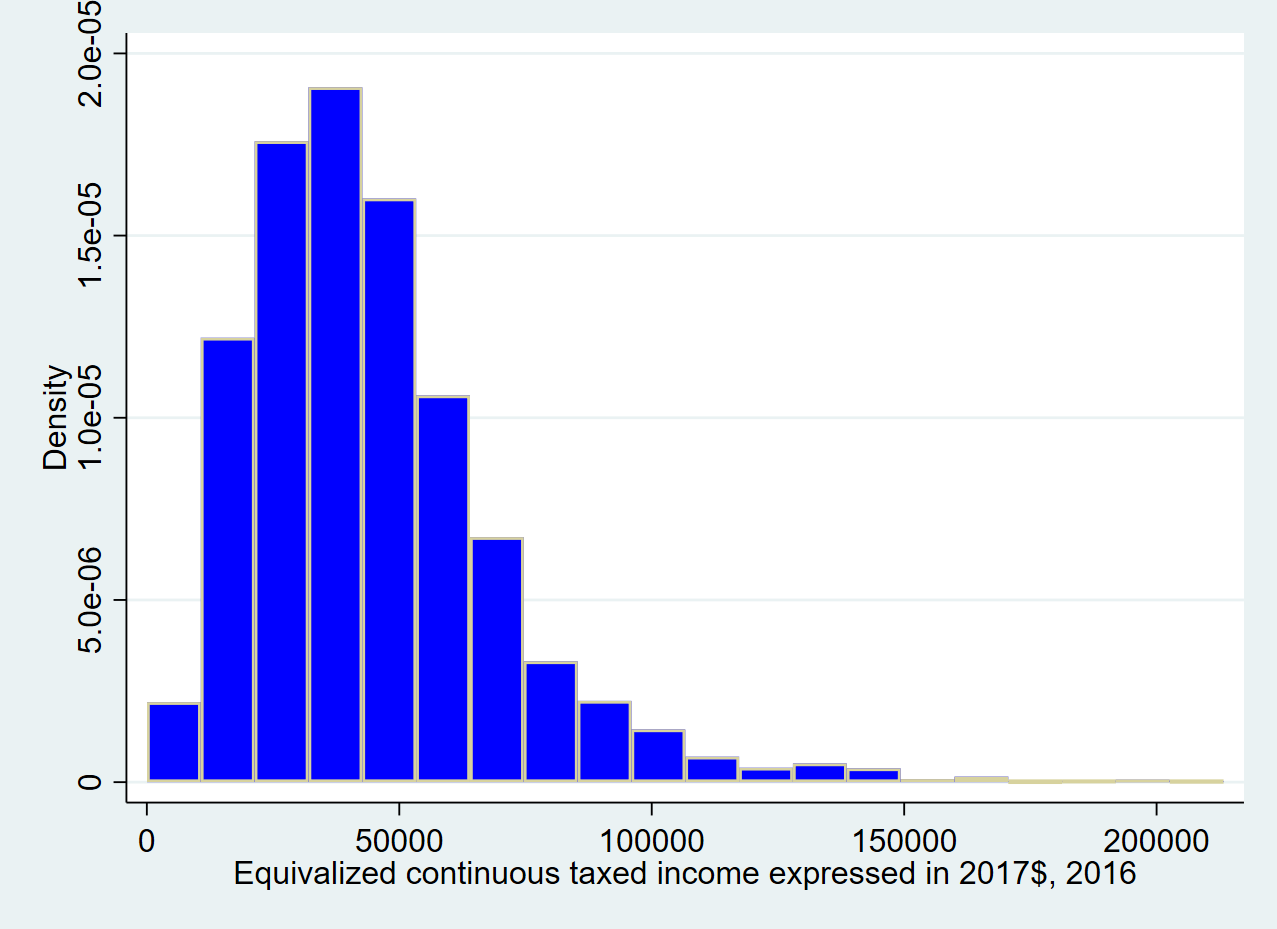 Density
2.0e-05
1.5e-05
1.0e-05
5.0e-06
0
0 50000 100000 150000 200000
Equivalized continuous taxed income expressed in 2017$, 2016